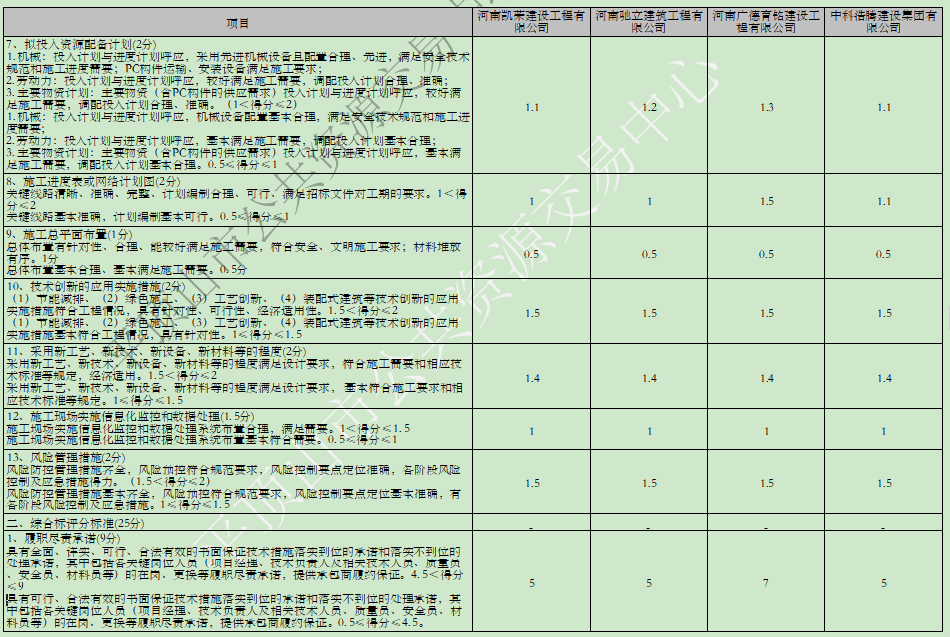 项目
河南凯荣建设工程有
限公司
河南驰立建筑工程有
限公司
河南广德育铭建设工
程有限公司
中科浩腾建设集团有
限公司
7、拟投入资源配备计划(2分)
1.机械：投入计划与进度计划呼应，采用先进机械设备且配置合理、先进，满足安全技术
规范和施工进度需要；PC构件运输、安装设备满足施工要求；
2.劳动力：投入计划与进度计划呼应，较好满足施工需要，调配投入计划合理、准确；
3.主要物资计划：主要物资（含PC构件的供应需求）投入计划与进度计划呼应，较好满
足施工需要，调配投入计划合理、准确。（1＜得分≤2）
1.机械：投入计划与进度计划呼应，机械设备配置基本合理，满足安全技术规范和施工进
度需要；
2.劳动力：投入计划与进度计划呼应，基本满足施工需要，调配投入计划基本合理；
3.主要物资计划：主要物资（含PC构件的供应需求）投入计划与进度计划呼应，基本满
足施工需要，调配投入计划基本合理。0.5≤得分≤1
1.1
1.2
1.3
1.1
8、施工进度表或网络计划图(2分)
关键线路清晰、准确、完整、计划编制合理、可行，满足招标文件对工期的要求。1＜得
分≤2
关键线路基本准确，计划编制基本可行。0.5≤得分≤1
1
1
1.5
1.1
9、施工总平面布置(1分)
总体布置有针对性、合理、能较好满足施工需要，符合安全、文明施工要求；材料堆放
有序。1分
总体布置基本合理、基本满足施工需要。0.5分
0.5
0.5
0.5
0.5
10、技术创新的应用实施措施(2分)
（1）节能减排、（2）绿色施工、（3）工艺创新、（4）装配式建筑等技术创新的应用
实施措施符合工程情况，具有针对性、可行性、经济适用性。1.5＜得分≤2
（1）节能减排、（2）绿色施工、（3）工艺创新、（4）装配式建筑等技术创新的应用
实施措施基本符合工程情况，具有针对性。1≤得分≤1.5
1.5
1.5
1.5
1.5
11、采用新工艺、新技术、新设备、新材料等的程度(2分)
采用新工艺、新技术、新设备、新材料等的程度满足设计要求，符合施工需要和相应技
术标准等规定，经济适用。1.5＜得分≤2
采用新工艺、新技术、新设备、新材料等的程度满足设计要求，基本符合施工要求和相
应技术标准等规定。1≤得分≤1.5
1.4
1.4
1.4
1.4
12、施工现场实施信息化监控和数据处理(1.5分)
施工现场实施信息化监控和数据处理系统布置合理，满足需要。1＜得分≤1.5
施工现场实施信息化监控和数据处理系统布置基本符合需要。0.5≤得分≤1
1
1
1
1
13、风险管理措施(2分)
风险防控管理措施齐全，风险预控符合规范要求，风险控制要点定位准确，各阶段风险
控制及应急措施得力。（1.5＜得分≤2）
风险防控管理措施基本齐全，风险预控符合规范要求，风险控制要点定位基本准确，有
各阶段风险控制及应急措施。1≤得分≤1.5
1.5
1.5
1.5
1.5
二、综合标评分标准(25分)
-
-
-
-
1、履职尽责承诺(9分)
具有全面、详实、可行、合法有效的书面保证技术措施落实到位的承诺和落实不到位的
处理承诺，其中包括各关键岗位人员（项目经理、技术负责人及相关技术人员、质量员
、安全员、材料员等）的在岗、更换等履职尽责承诺，提供承包商履约保证。4.5＜得分
≤9
具有可行、合法有效的书面保证技术措施落实到位的承诺和落实不到位的处理承诺，其
中包括各关键岗位人员（项目经理、技术负责人及相关技术人员、质量员、安全员、材
料员等）的在岗、更换等履职尽责承诺，提供承包商履约保证。0.5≤得分≤4.5。
5
5
7
5
平顶山市公共资源交易中心